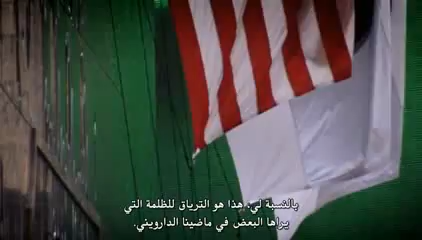 بالنسبة لي، هذا هو الترياق للظلمة التي
يراها البعض في ماضينا الدارويني.